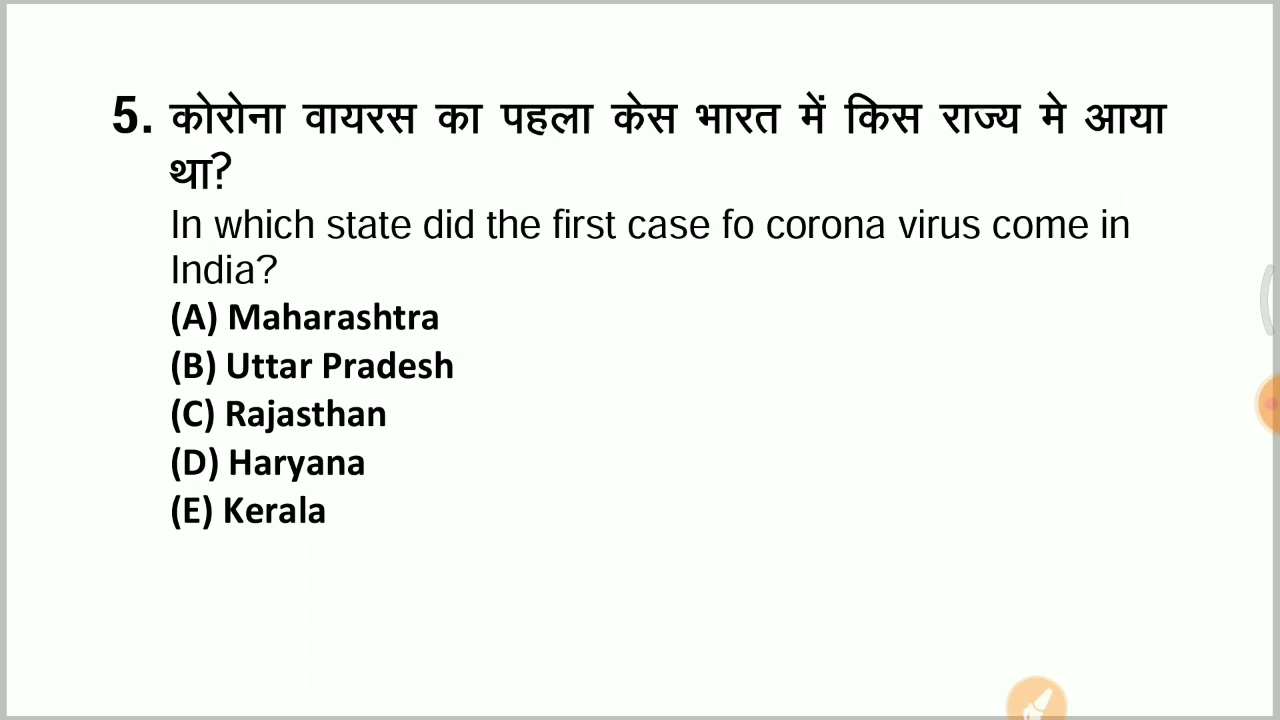 5. कोरोना वायरस का पहला केस भारत में किस राज्य मे आया
था?
In which state did the first case fo corona virus come in
India?
(A) Maharashtra
(B) Uttar Pradesh
(C) Rajasthan
(D) Haryana
(E) Kerala